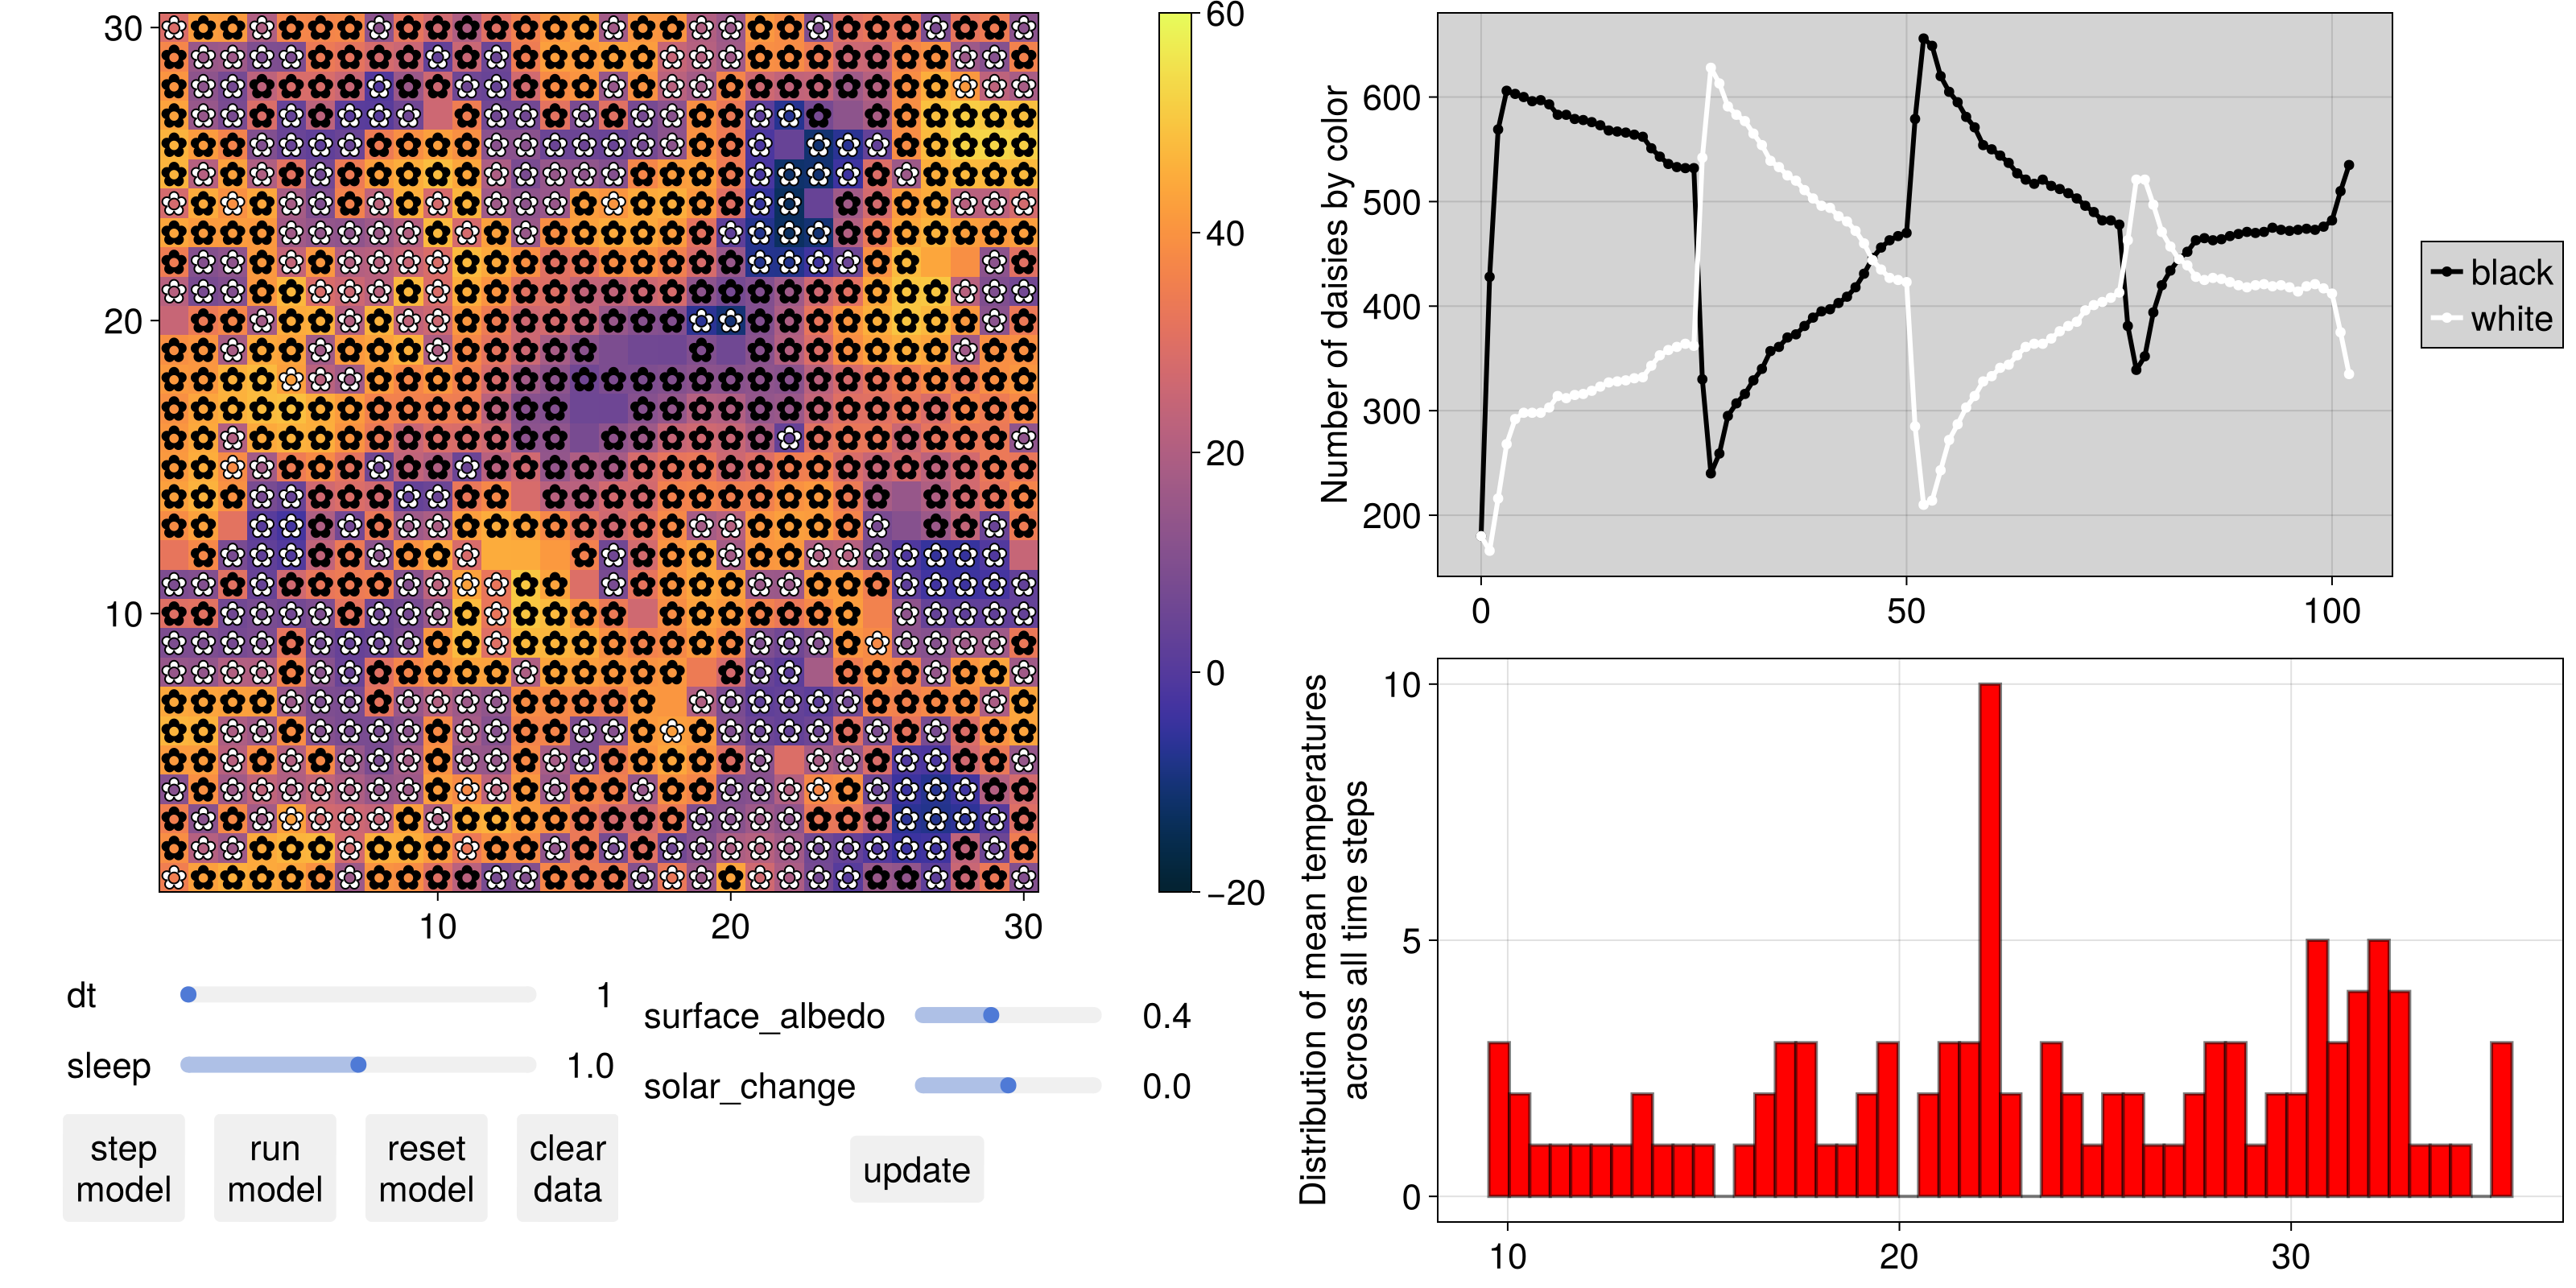 30
20
10
10
20
30
60
40
20
0
−20
dt
1
sleep
1.0
surface_albedo
0.4
solar_change
0.0
step
model
run
model
reset
model
clear
data
update
Number of daisies by color
600
500
400
300
200
0
50
100
black
white
Distribution of mean temperatures
across all time steps
10
5
0
10
20
30